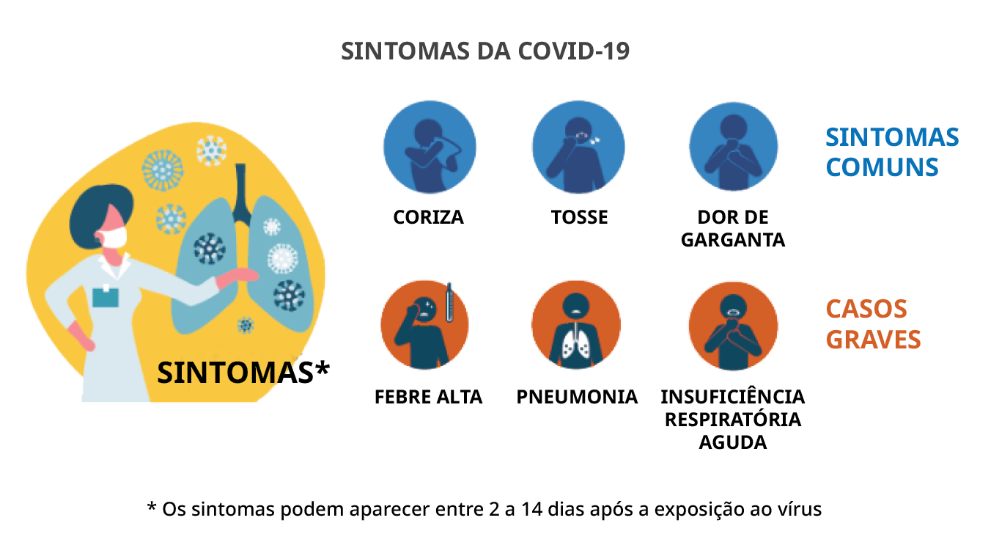 SINTOMAS DA COVID-19
SINTOMAS
COMUNS
CORIZA
TOSSE
DOR DE
GARGANTA
CASOS
GRAVES
SINTOMAS*
FEBRE ALTA
PNEUMONIA
INSUFICIÊNCIA
RESPIRATÓRIA
AGUDA
* Os sintomas podem aparecer entre 2 a 14 dias após a exposição ao vírus